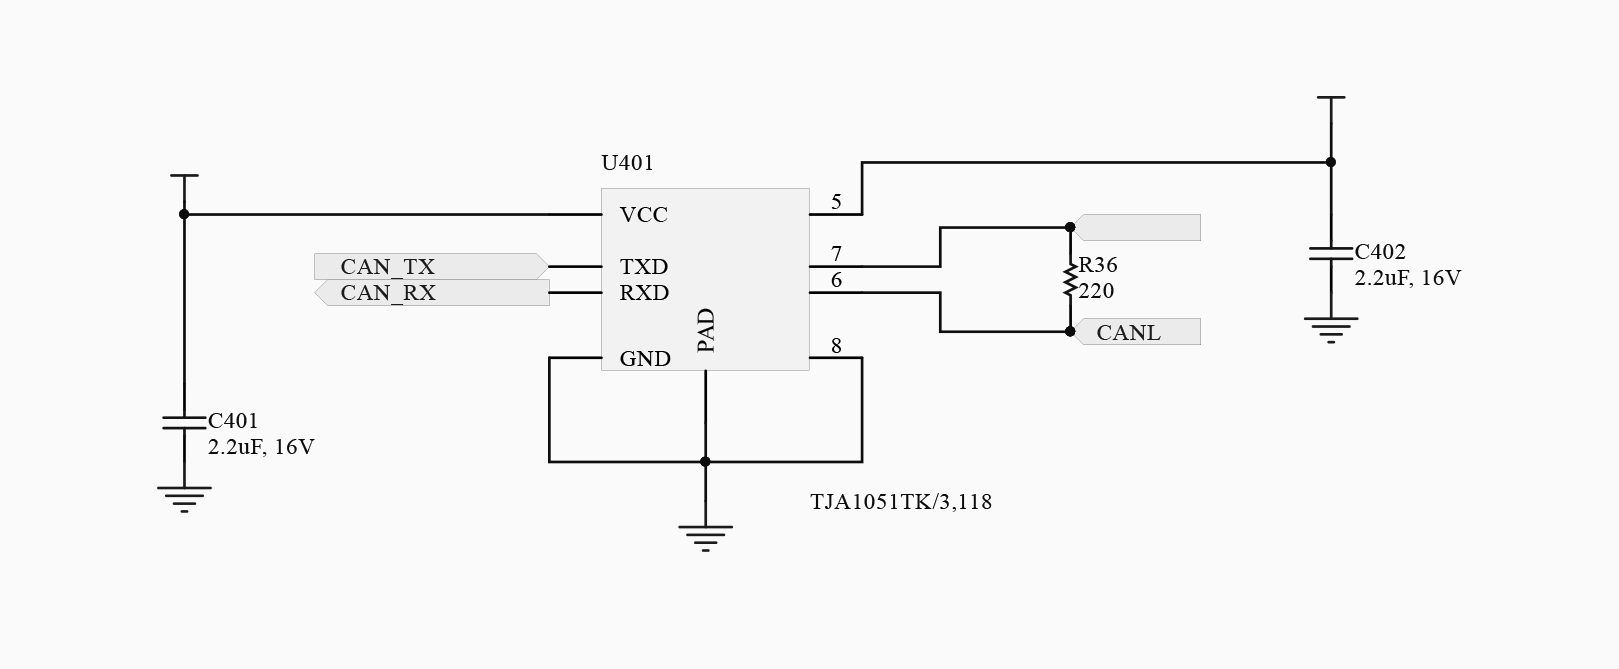 U401
VCC
5
CAN_TX
TXD
7
CAN_RX
RXD
6
R36
220
C402
2.2uF, 16V
CANL
PAD
GND
8
C401
2.2uF, 16V
TJA1051TK/3,118